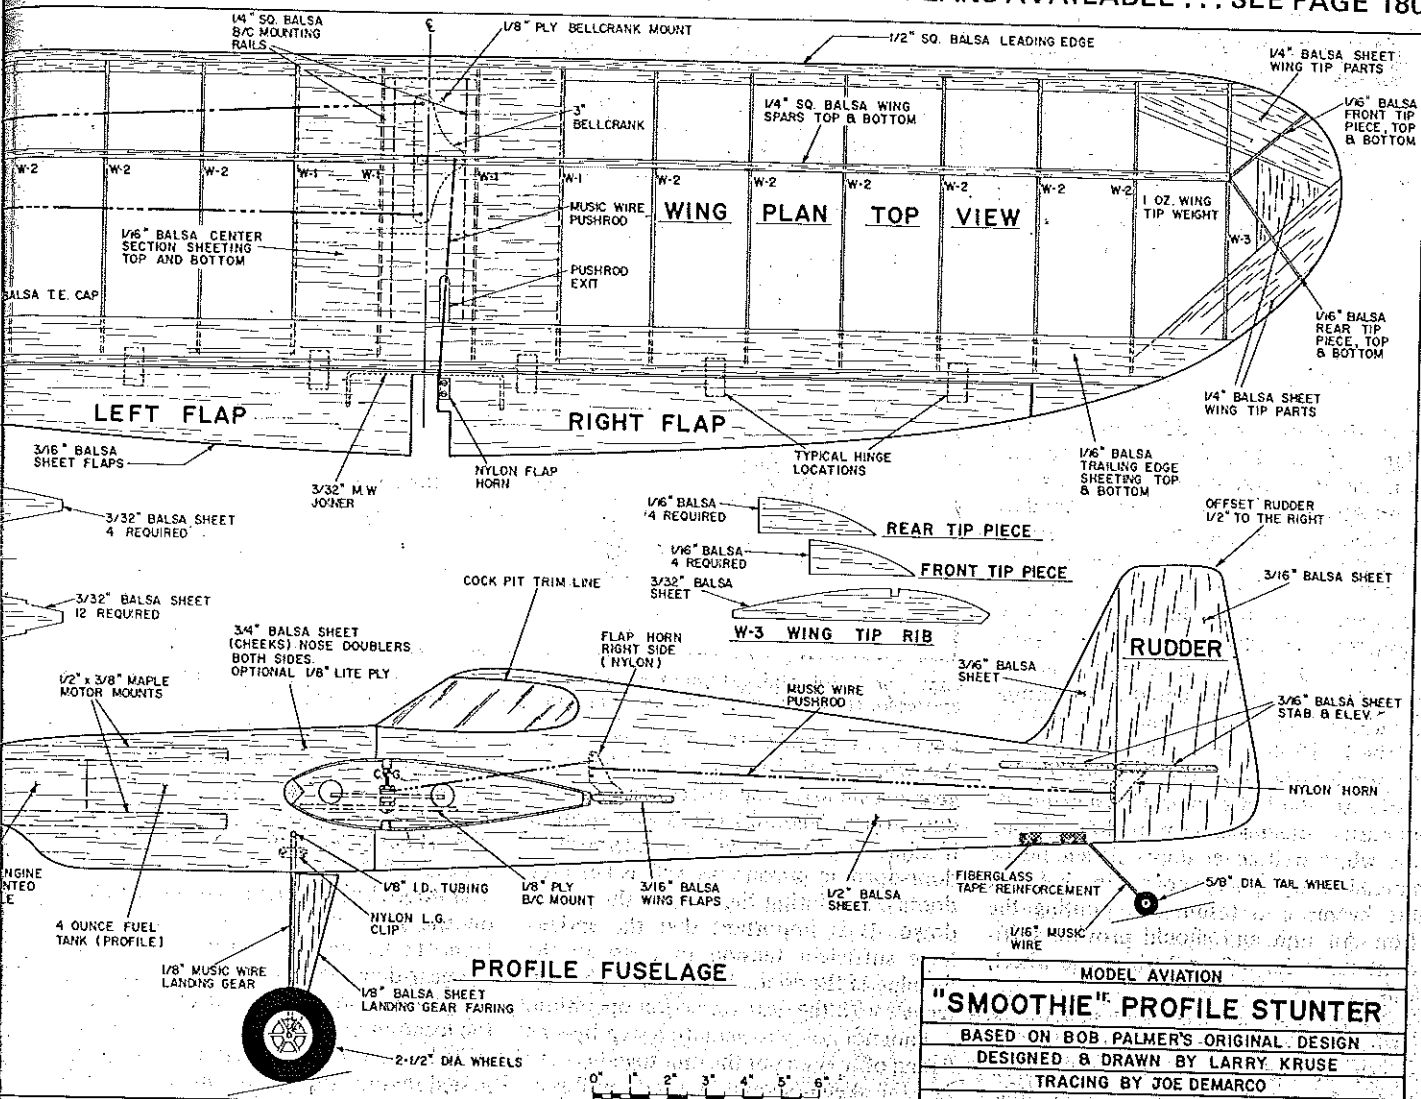 PLANS AVAILABLE . . . SEE PAGE 180
1/4" SQ. BALSA
B/C MOUNTING
RAILS
℄
1/8" PLY BELLCRANK MOUNT
1/2" SQ. BALSA LEADING EDGE
1/4" BALSA SHEET
WING TIP PARTS
1/16" BALSA
FRONT TIP
PIECE, TOP
& BOTTOM
3"
BELLCRANK
1/4" SQ. BALSA WING
SPARS TOP & BOTTOM
W-2
W-2
W-2
W-1
W-1
W-1
W-1
W-2
W-2
W-2
W-2
W-2
W-2
1 OZ. WING
TIP WEIGHT
W-3
MUSIC WIRE
PUSHROD
WING PLAN TOP VIEW
1/16" BALSA CENTER
SECTION SHEETING
TOP AND BOTTOM
PUSHROD
EXIT
BALSA T.E. CAP
1/16" BALSA
REAR TIP
PIECE, TOP
& BOTTOM
1/4" BALSA SHEET
WING TIP PARTS
LEFT FLAP
RIGHT FLAP
3/16" BALSA
SHEET FLAPS
3/32" M.W.
JOINER
NYLON FLAP
HORN
TYPICAL HINGE
LOCATIONS
1/16" BALSA
TRAILING EDGE
SHEETING TOP
& BOTTOM
3/32" BALSA SHEET
4 REQUIRED
1/16" BALSA
4 REQUIRED
REAR TIP PIECE
OFFSET RUDDER
1/2" TO THE RIGHT
1/16" BALSA
4 REQUIRED
FRONT TIP PIECE
3/16" BALSA SHEET
COCK PIT TRIM LINE
3/32" BALSA
SHEET
W-3 WING TIP RIB
3/32" BALSA SHEET
12 REQUIRED
3/4" BALSA SHEET
(CHEEKS) NOSE DOUBLERS
BOTH SIDES.
OPTIONAL 1/8" LITE PLY
FLAP HORN
RIGHT SIDE
(NYLON)
RUDDER
3/16" BALSA
SHEET
1/2" x 3/8" MAPLE
MOTOR MOUNTS
MUSIC WIRE
PUSHROD
3/16" BALSA SHEET
STAB. & ELEV.
C.G.
NYLON HORN
4 OUNCE FUEL
TANK (PROFILE)
1/8" I.D. TUBING
NYLON L.G.
CLIP
1/8" PLY
B/C MOUNT
3/16" BALSA
WING FLAPS
1/2" BALSA
SHEET
FIBERGLASS
TAPE REINFORCEMENT
5/8" DIA. TAIL WHEEL
1/16" MUSIC
WIRE
1/8" MUSIC WIRE
LANDING GEAR
PROFILE FUSELAGE
1/8" BALSA SHEET
LANDING GEAR FAIRING
2-1/2" DIA. WHEELS
0" 1" 2" 3" 4" 5" 6"
MODEL AVIATION
"SMOOTHIE" PROFILE STUNTER
BASED ON BOB PALMER'S ORIGINAL DESIGN
DESIGNED & DRAWN BY LARRY KRUSE
TRACING BY JOE DEMARCO